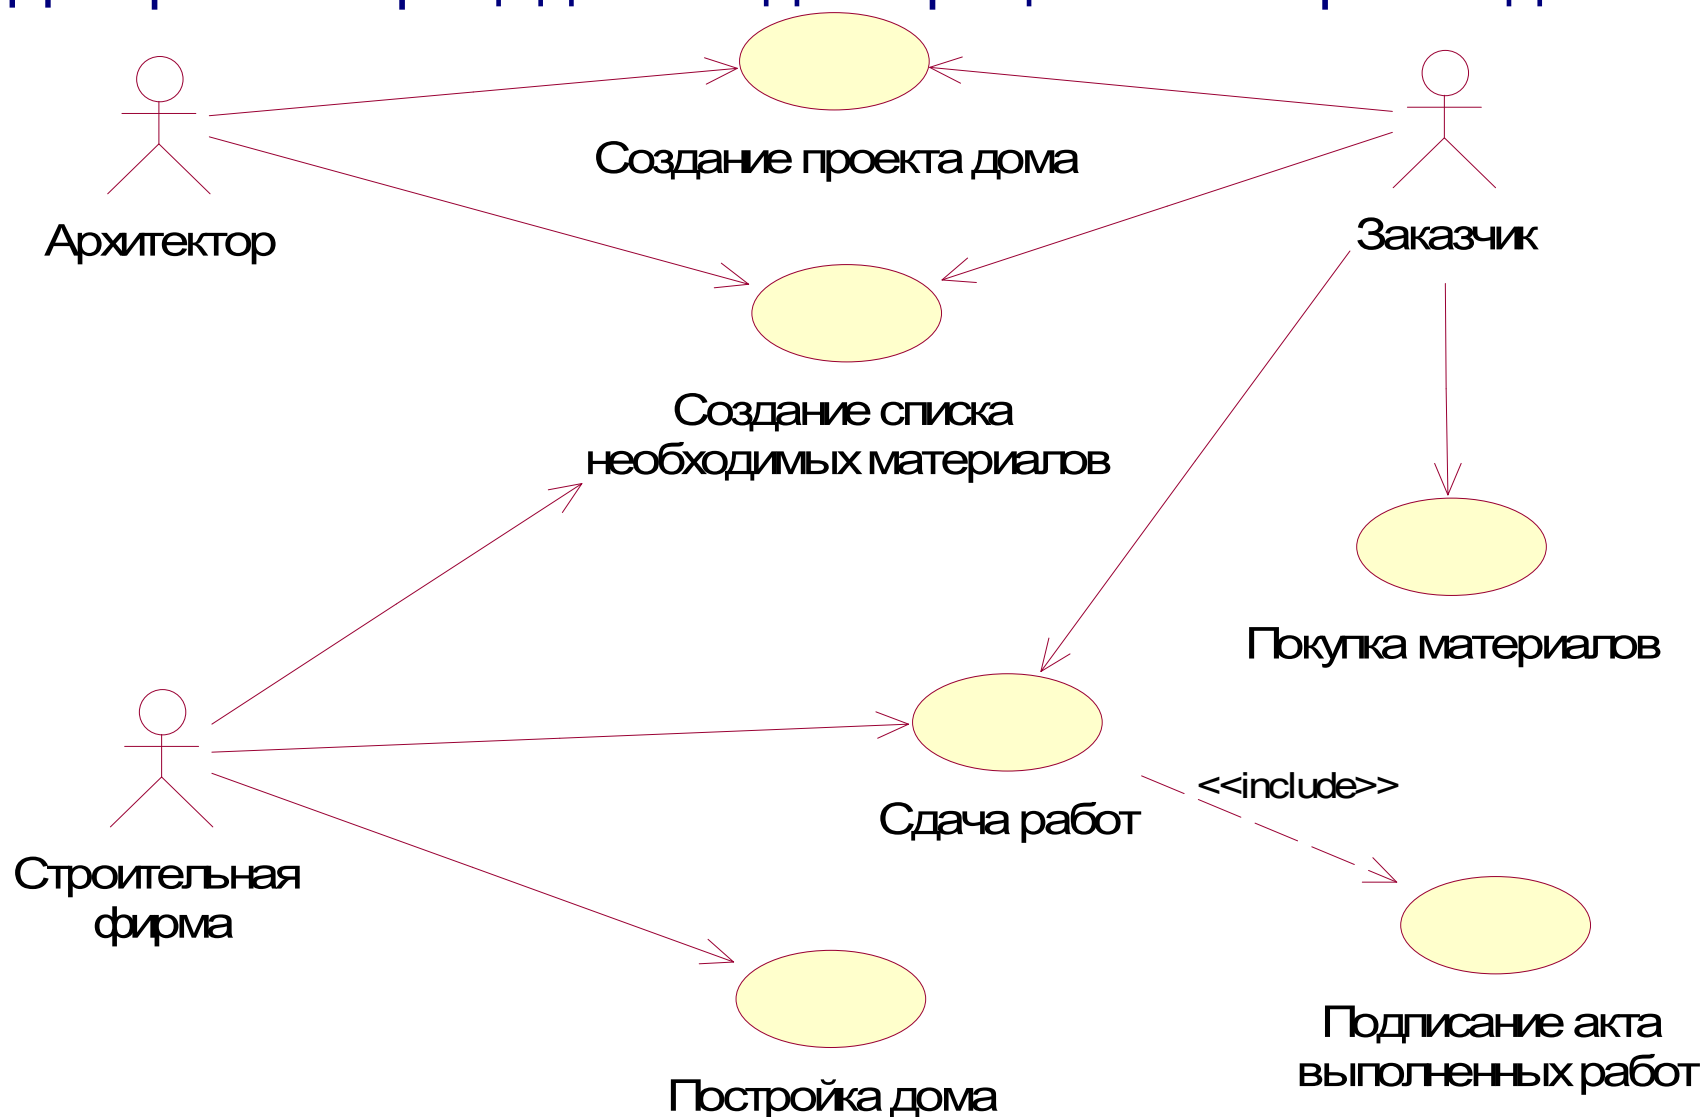 Создание проекта дома
Архитектор
Заказчик
Создание списка
необходимых материалов
Покупка материалов
<<include>>
Сдача работ
Строительная
фирма
Подписание акта
выполненных работ
Постройка дома